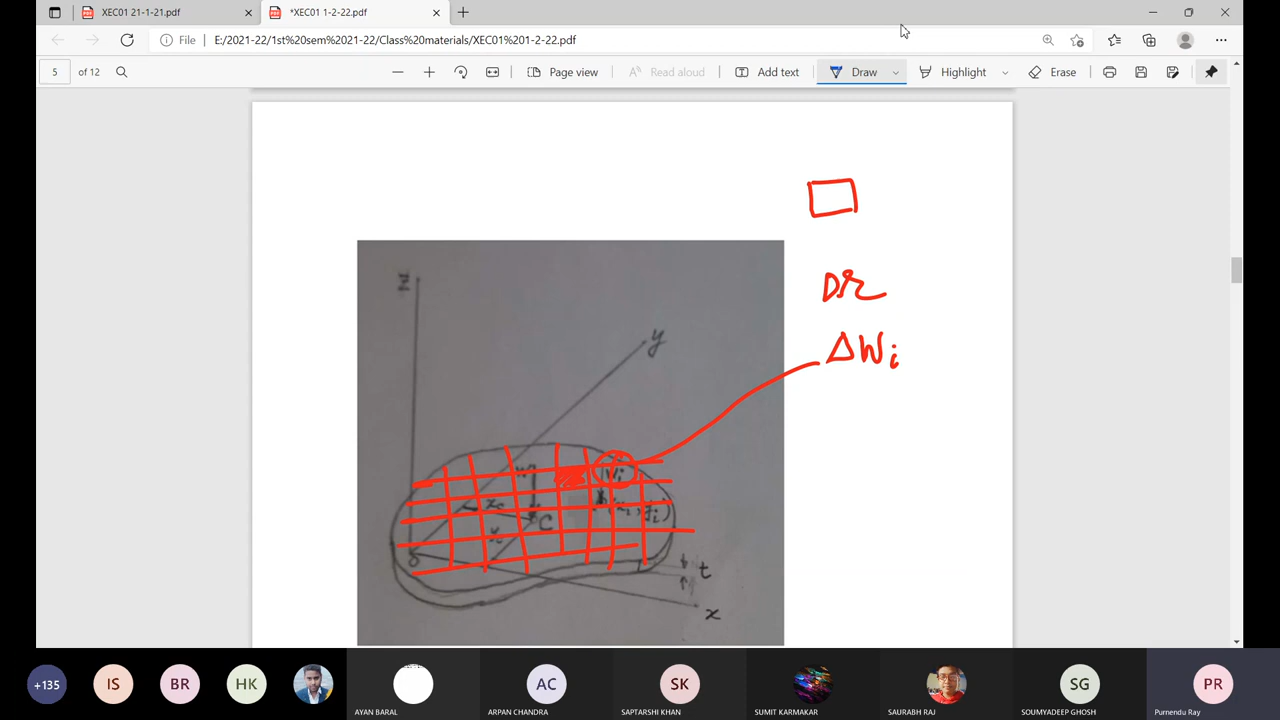 XEC01 21-1-21.pdf
*XEC01 1-2-22.pdf
File
E:/2021-22/1st%20sem%2021-22/Class%20materials/XEC01%201-2-22.pdf
5 of 12
Page view
Read aloud
Add text
Draw
Highlight
Erase
ΔWi
z
y
xc
C
O
t
x
+135
IS
BR
HK
AYAN BARAL
AC
ARPAN CHANDRA
SK
SAPTARSHI KHAN
SUMIT KARMAKAR
SAURABH RAJ
SG
SOUMYADEEP GHOSH
PR
Purnendu Ray